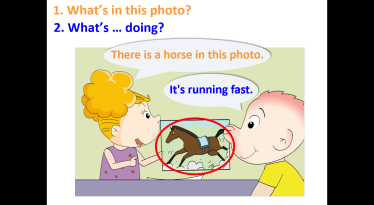 1. What's in this photo?
2. What's ... doing?
There is a horse in this photo.
It's running fast.